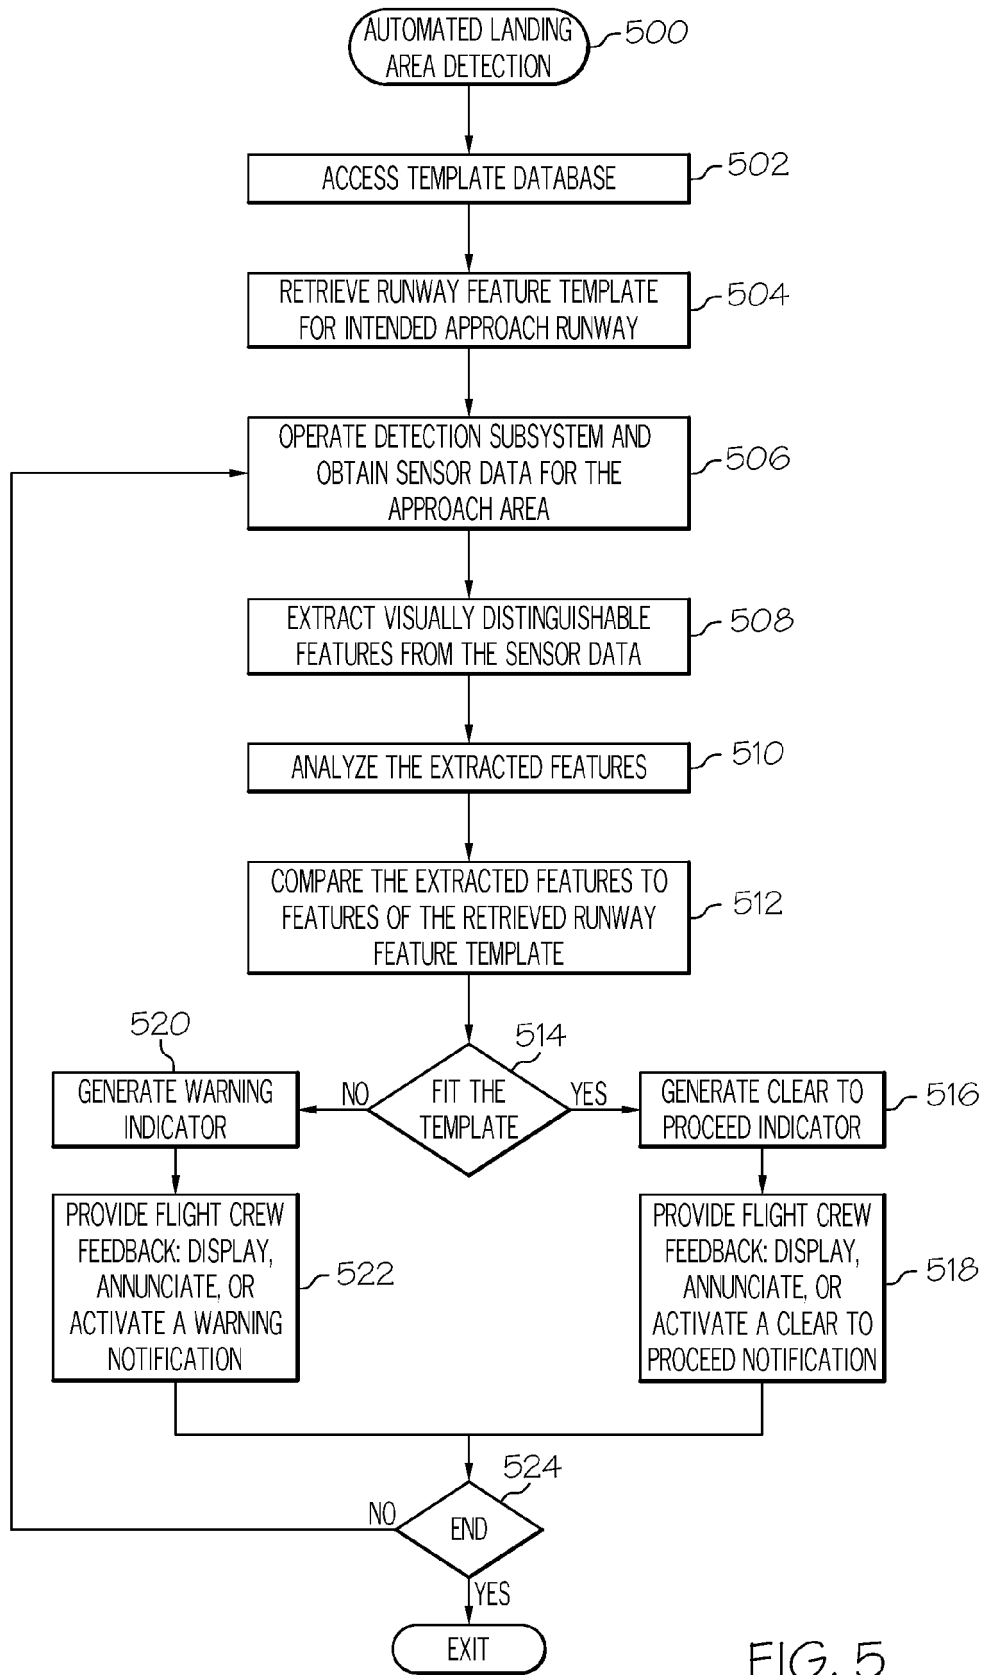 AUTOMATED LANDING
AREA DETECTION
500
ACCESS TEMPLATE DATABASE
502
RETRIEVE RUNWAY FEATURE TEMPLATE
FOR INTENDED APPROACH RUNWAY
504
OPERATE DETECTION SUBSYSTEM AND
OBTAIN SENSOR DATA FOR THE
APPROACH AREA
506
EXTRACT VISUALLY DISTINGUISHABLE
FEATURES FROM THE SENSOR DATA
508
ANALYZE THE EXTRACTED FEATURES
510
COMPARE THE EXTRACTED FEATURES TO
FEATURES OF THE RETRIEVED RUNWAY
FEATURE TEMPLATE
512
520
GENERATE WARNING
INDICATOR
NO
514
FIT THE
TEMPLATE
YES
GENERATE CLEAR TO
PROCEED INDICATOR
516
PROVIDE FLIGHT CREW
FEEDBACK: DISPLAY,
ANNUNCIATE, OR
ACTIVATE A WARNING
NOTIFICATION
522
PROVIDE FLIGHT CREW
FEEDBACK: DISPLAY,
ANNUNCIATE, OR
ACTIVATE A CLEAR TO
PROCEED NOTIFICATION
518
524
NO
END
YES
EXIT
FIG. 5